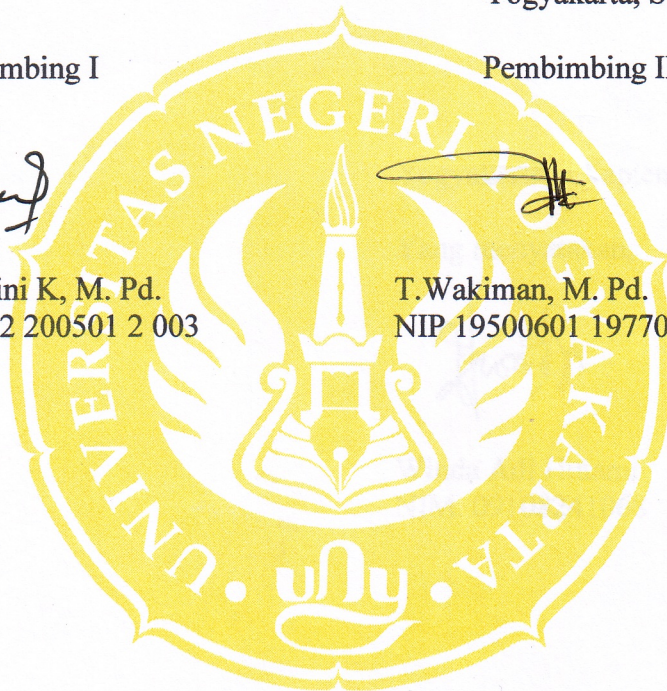 Yogyakarta, S
mbing I
Pembimbing II
UNIVERSITAS NEGERI YOGYAKARTA
ini K, M. Pd.
T.Wakiman, M. Pd.
2 200501 2 003
NIP 19500601 19770
uny